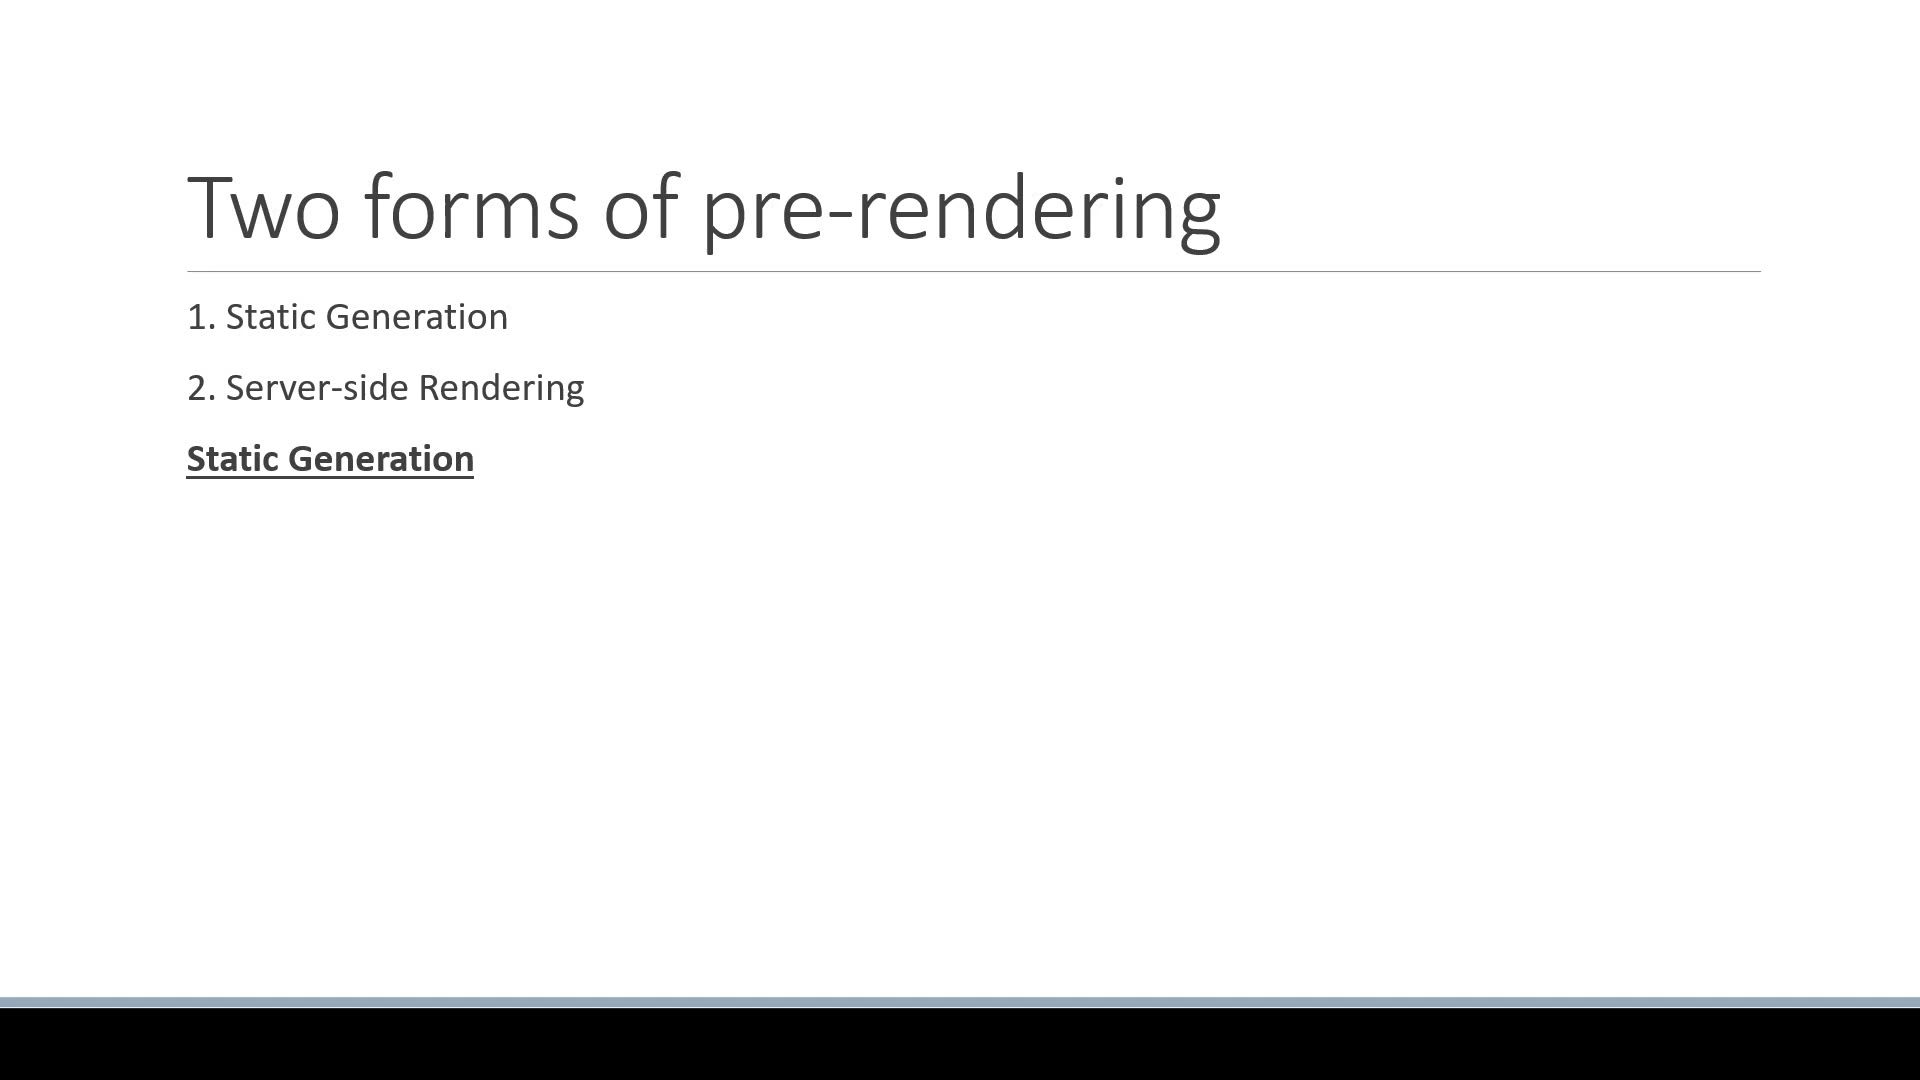 Two forms of pre-rendering
1. Static Generation
2. Server-side Rendering
Static Generation